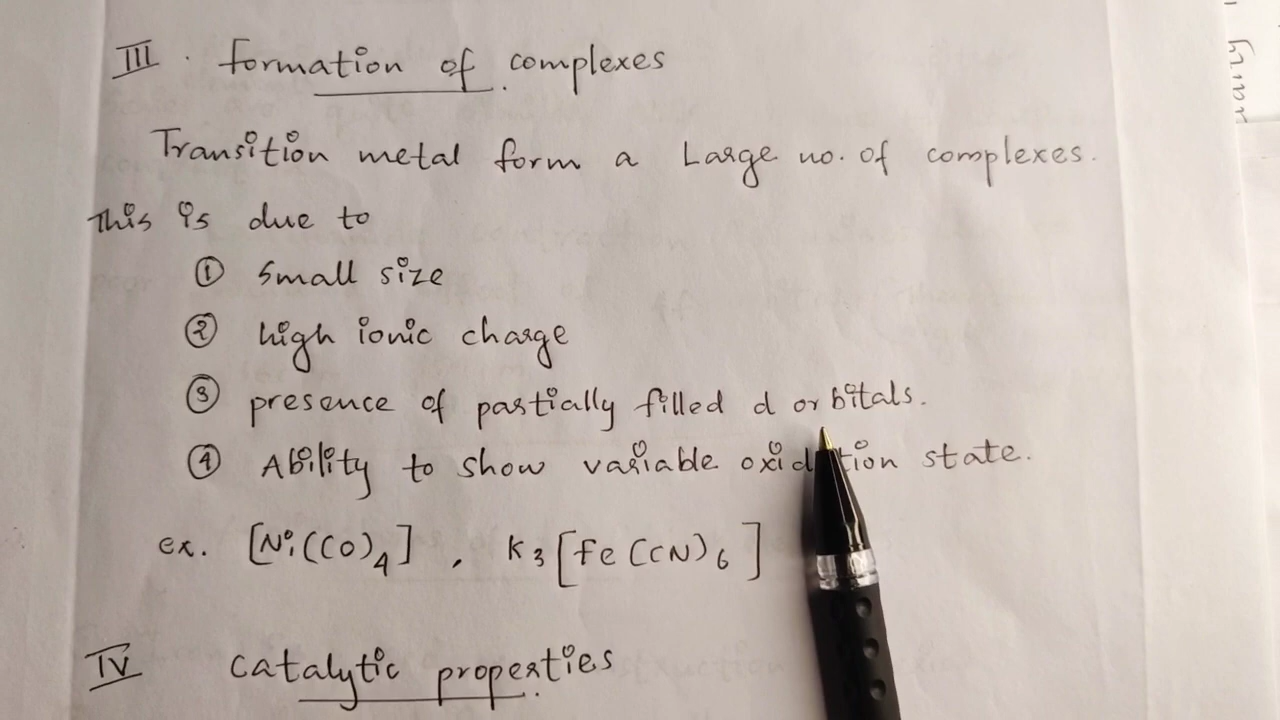 III. Formation of complexes
Transition metal form a Large no. of complexes.
This is due to
① Small size
② high ionic charge
③ presence of partially filled d orbitals.
④ Ability to show variable state.
ex. [Ni(CO)4], K3[Fe(CN)6]
IV Catalytic properties